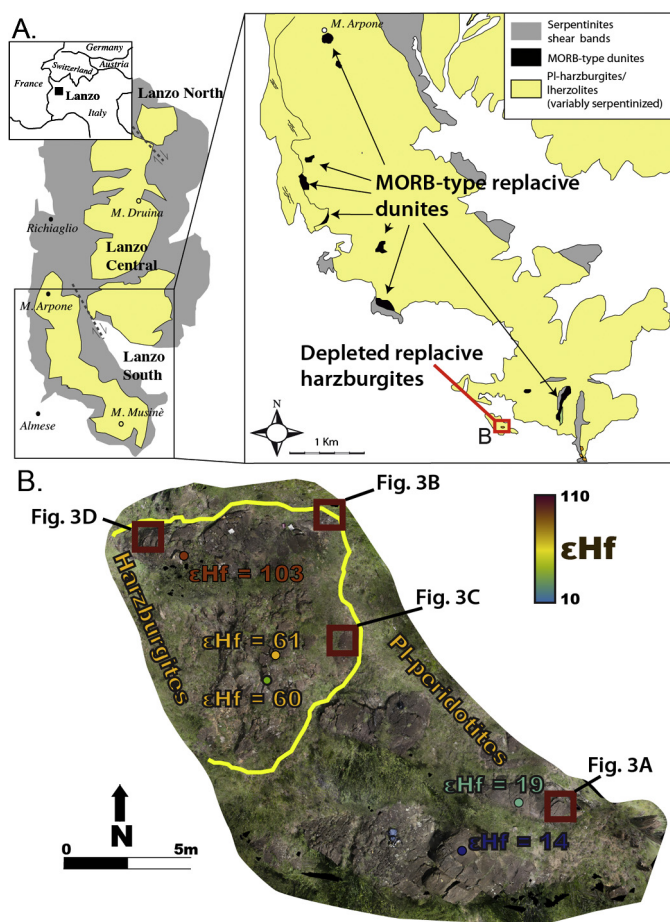 A.
Germany
Switzerland
Austria
France
Lanzo
Italy
Lanzo North
M. Druina
Richiaglio
Lanzo
Central
M. Arpone
Lanzo
South
Almese
M. Musinè
M. Arpone
Serpentinites
shear bands
MORB-type dunites
Pl-harzburgites/
lherzolites
(variably serpentinized)
MORB-type replacive
dunites
Depleted replacive
harzburgites
B
N
1 Km
B.
Fig. 3D
Fig. 3B
110
εHf
10
εHf = 103
Harzburgites
Fig. 3C
εHf = 61
εHf = 60
Pl-peridotites
Fig. 3A
εHf = 19
εHf = 14
N
0
5m